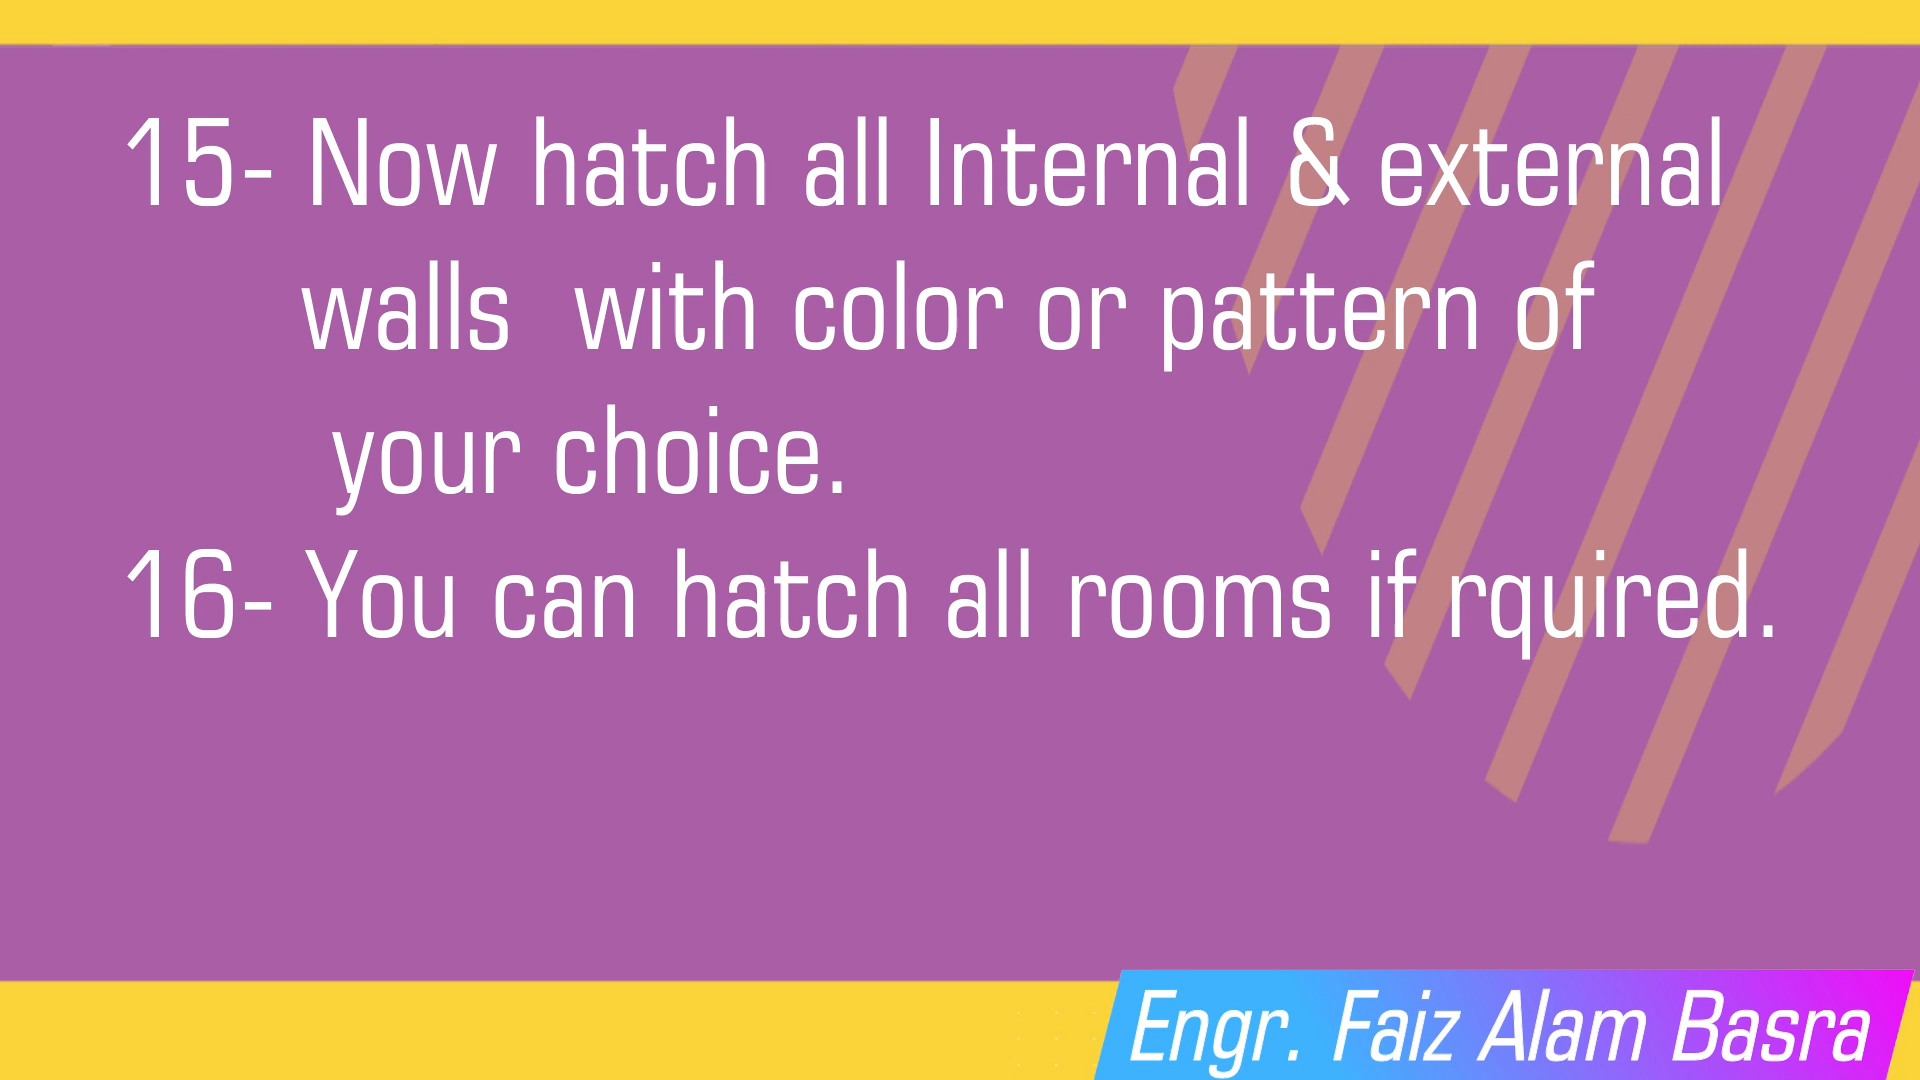 15- Now hatch all Internal & external
walls with color or pattern of
your choice.
16- You can hatch all rooms if rquired.
Engr. Faiz Alam Basra